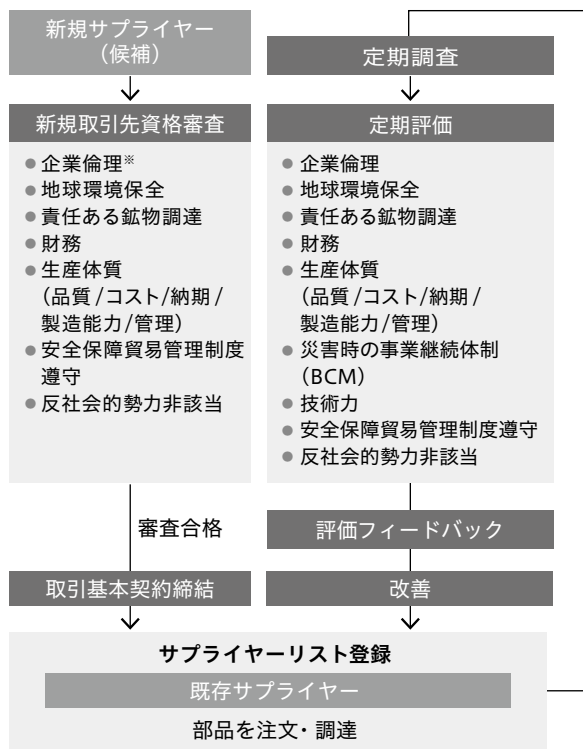 新規サプライヤー
（候補）
新規取引先資格審査
● 企業倫理※
● 地球環境保全
● 責任ある鉱物調達
● 財務
● 生産体質
（品質/コスト/納期/
製造能力/管理）
● 安全保障貿易管理制度
遵守
● 反社会的勢力非該当
審査合格
取引基本契約締結
定期調査
定期評価
● 企業倫理
● 地球環境保全
● 責任ある鉱物調達
● 財務
● 生産体質
（品質/コスト/納期/
製造能力/管理）
● 災害時の事業継続体制
（BCM）
● 技術力
● 安全保障貿易管理制度遵守
● 反社会的勢力非該当
評価フィードバック
改善
サプライヤーリスト登録
既存サプライヤー
部品を注文・調達